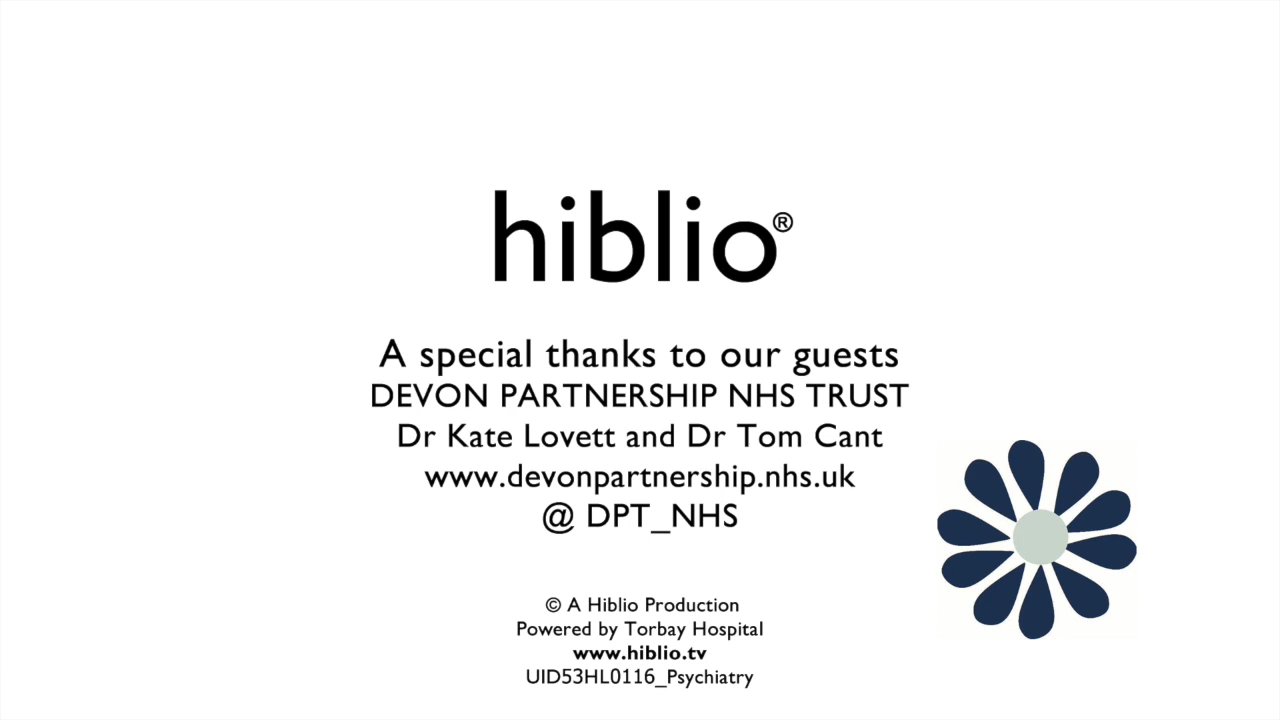 hiblio®
A special thanks to our guests
DEVON PARTNERSHIP NHS TRUST
Dr Kate Lovett and Dr Tom Cant
www.devonpartnership.nhs.uk
@ DPT_NHS
© A Hiblio Production
Powered by Torbay Hospital
www.hiblio.tv
UID53HL0116_Psychiatry